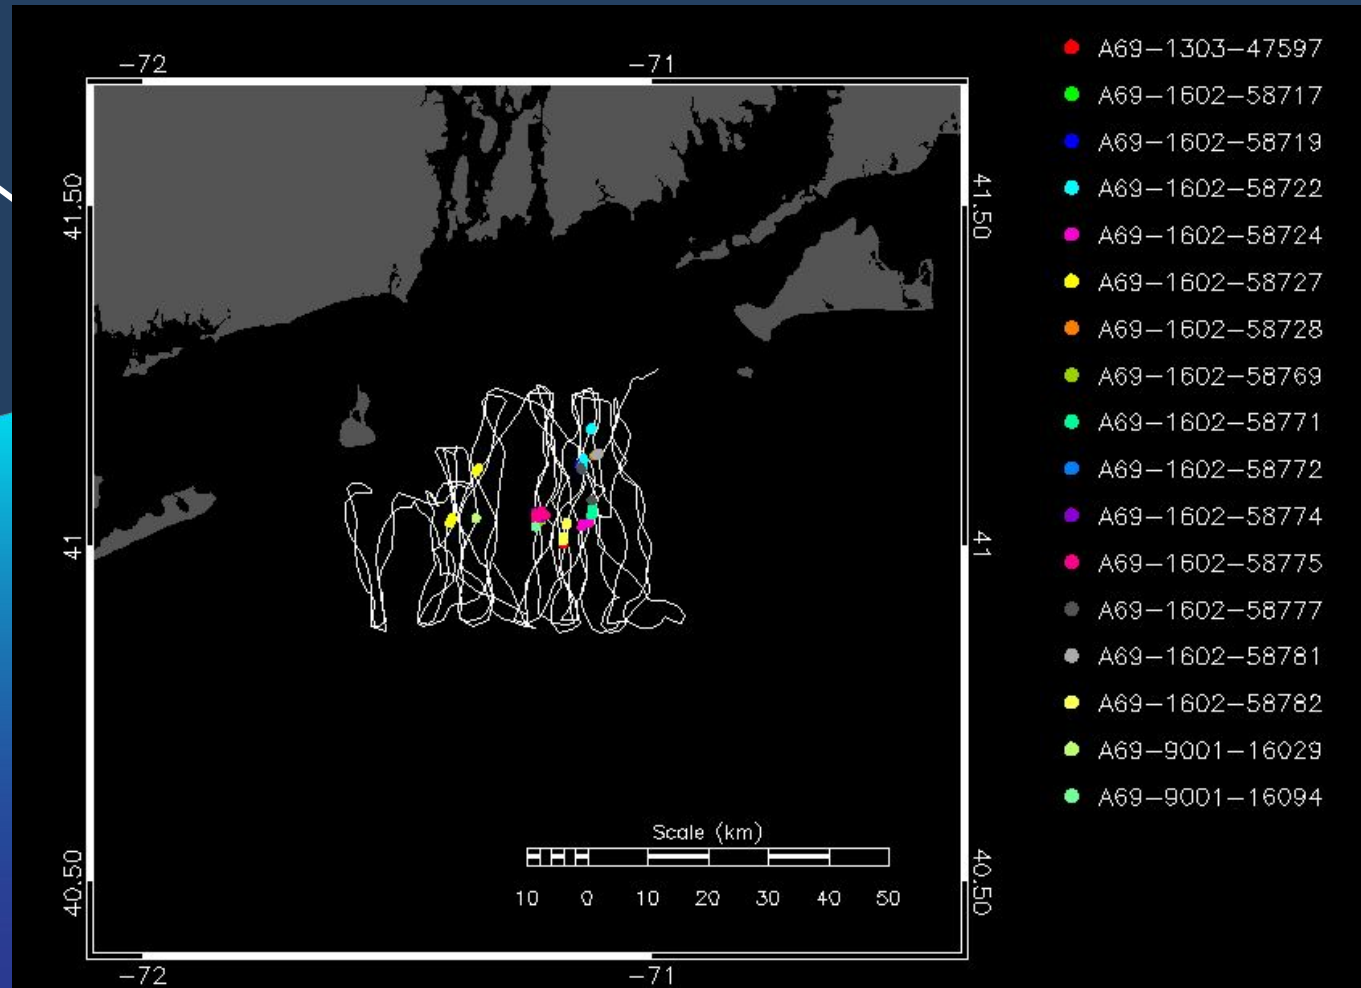 −72
−71
A69−1303−47597
A69−1602−58717
A69−1602−58719
A69−1602−58722
A69−1602−58724
A69−1602−58727
A69−1602−58728
A69−1602−58769
A69−1602−58771
A69−1602−58772
A69−1602−58774
A69−1602−58775
A69−1602−58777
A69−1602−58781
A69−1602−58782
A69−9001−16029
A69−9001−16094
41.50
41.50
41
41
40.50
40.50
Scale (km)
10 0 10 20 30 40 50
−72
−71